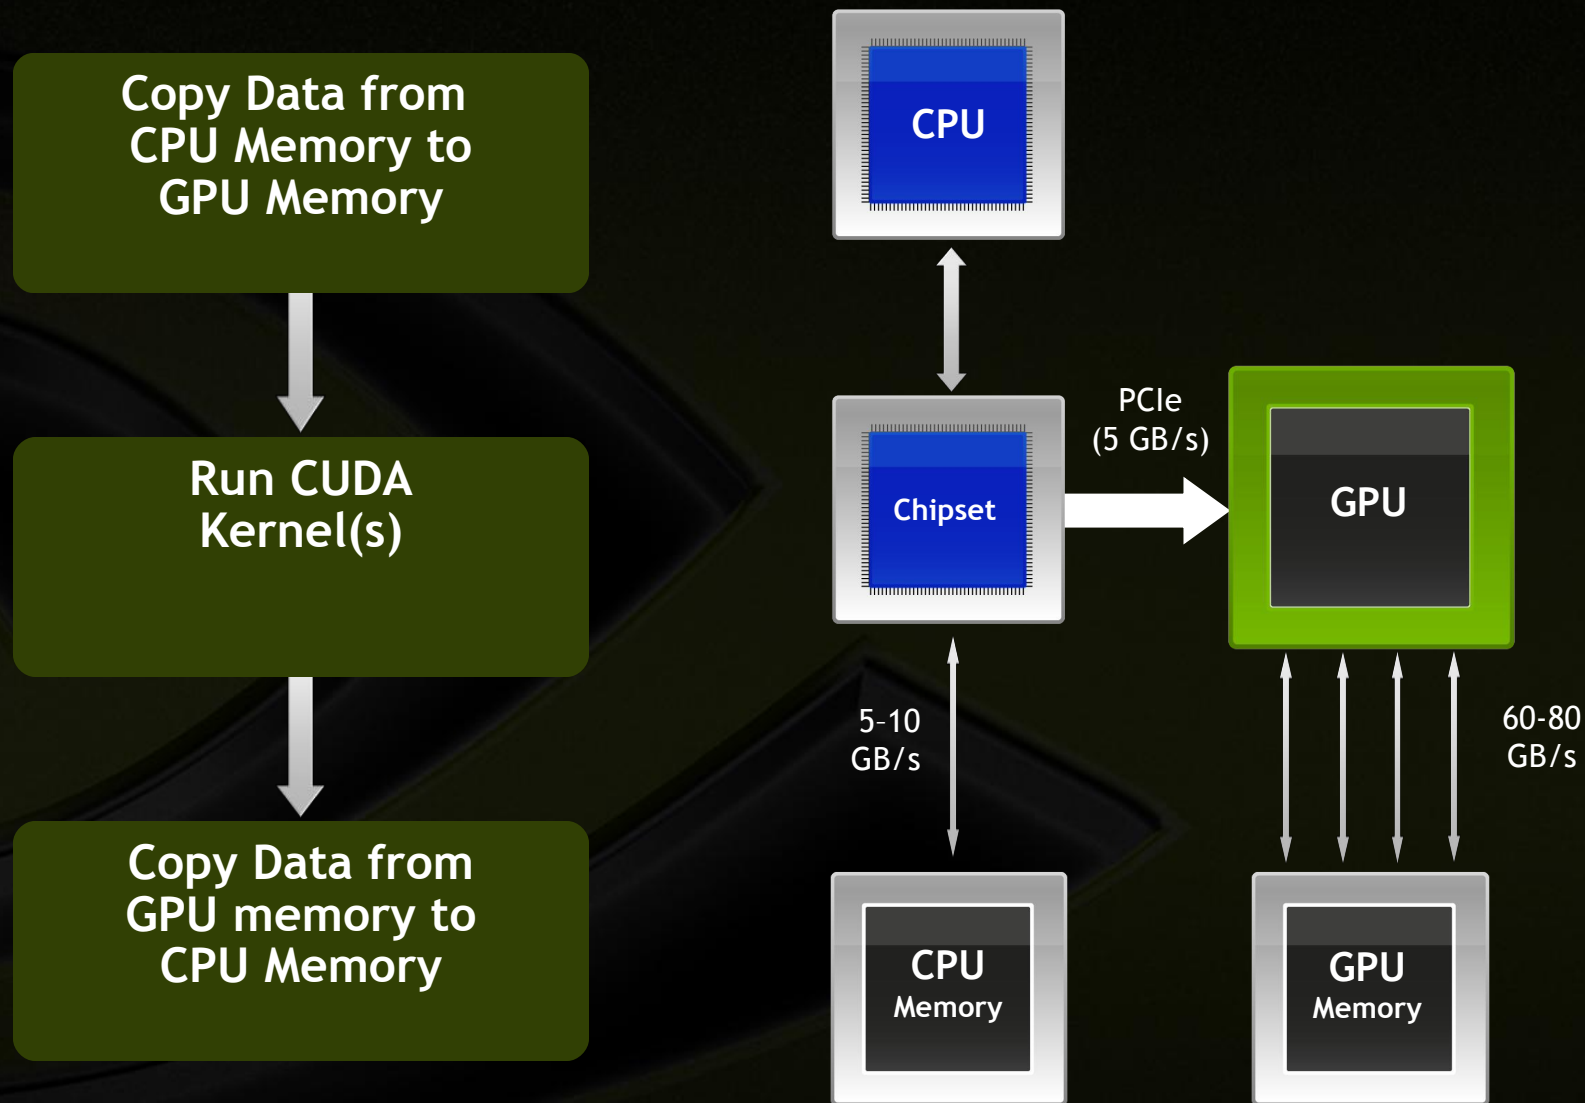 Copy Data from
CPU Memory to
GPU Memory
Run CUDA
Kernel(s)
Copy Data from
GPU memory to
CPU Memory
CPU
Chipset
PCIe
(5 GB/s)
GPU
5-10
GB/s
60-80
GB/s
CPU
Memory
GPU
Memory